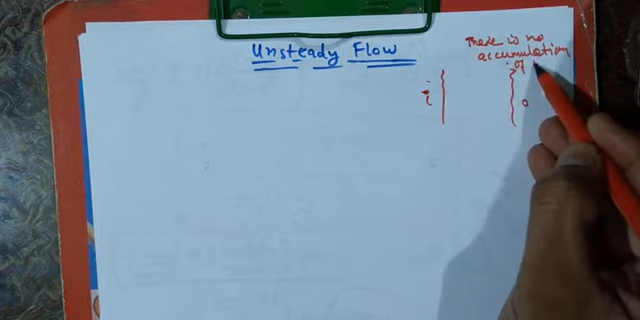 Unsteady Flow
There is no
accumulation
of
i
o